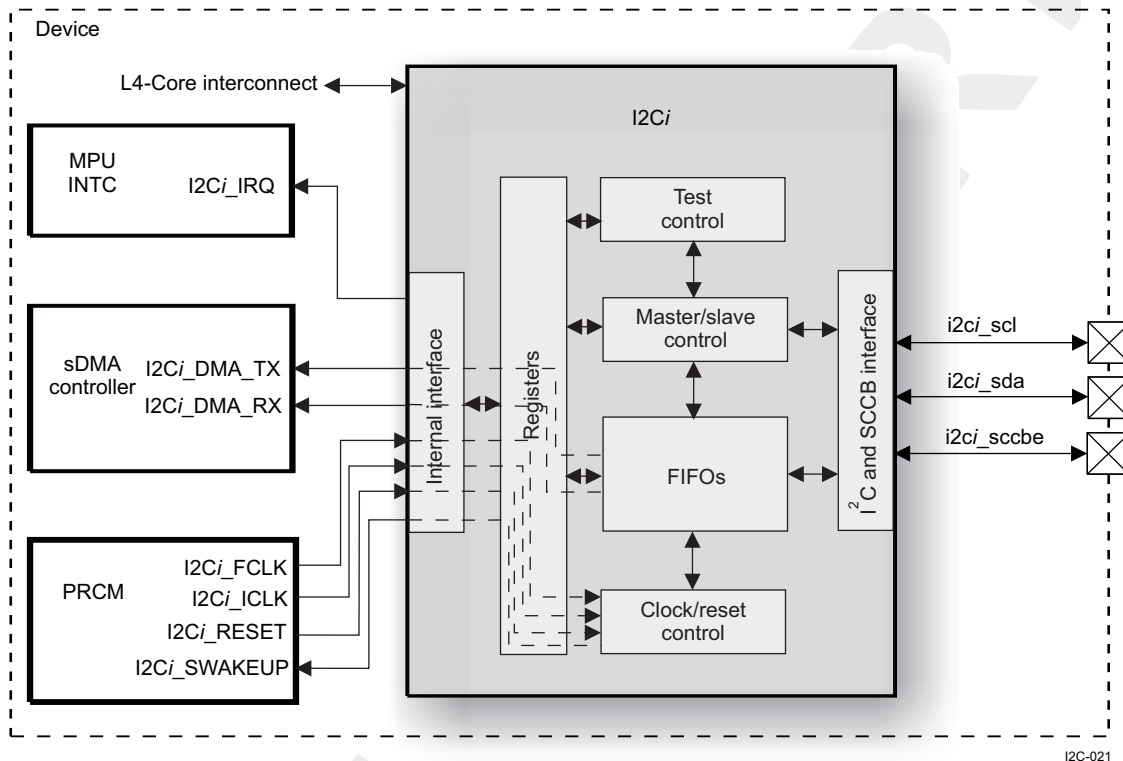 Device
L4-Core interconnect
I2Ci
MPU
INTC
I2Ci_IRQ
Test
control
Master/slave
control
FIFOs
Clock/reset
control
Registers
Internal interface
I²C and SCCB interface
sDMA
controller
I2Ci_DMA_TX
I2Ci_DMA_RX
PRCM
I2Ci_FCLK
I2Ci_ICLK
I2Ci_RESET
I2Ci_SWAKEUP
i2ci_scl
i2ci_sda
i2ci_sccbe
I2C-021